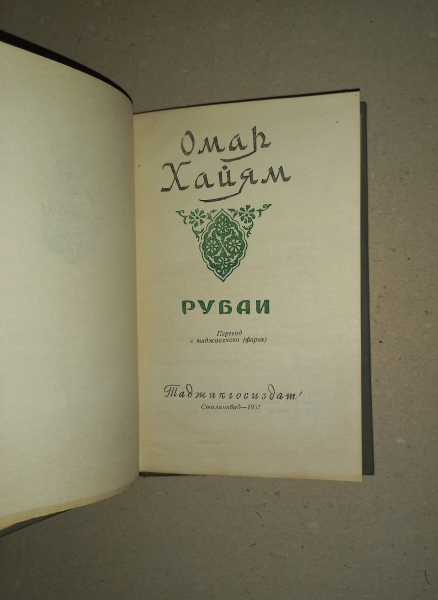 Омар
Хайям
РУБАИ
Перевод
с таджикского (фарси)
Таджикгосиздат
Сталинабад—1957